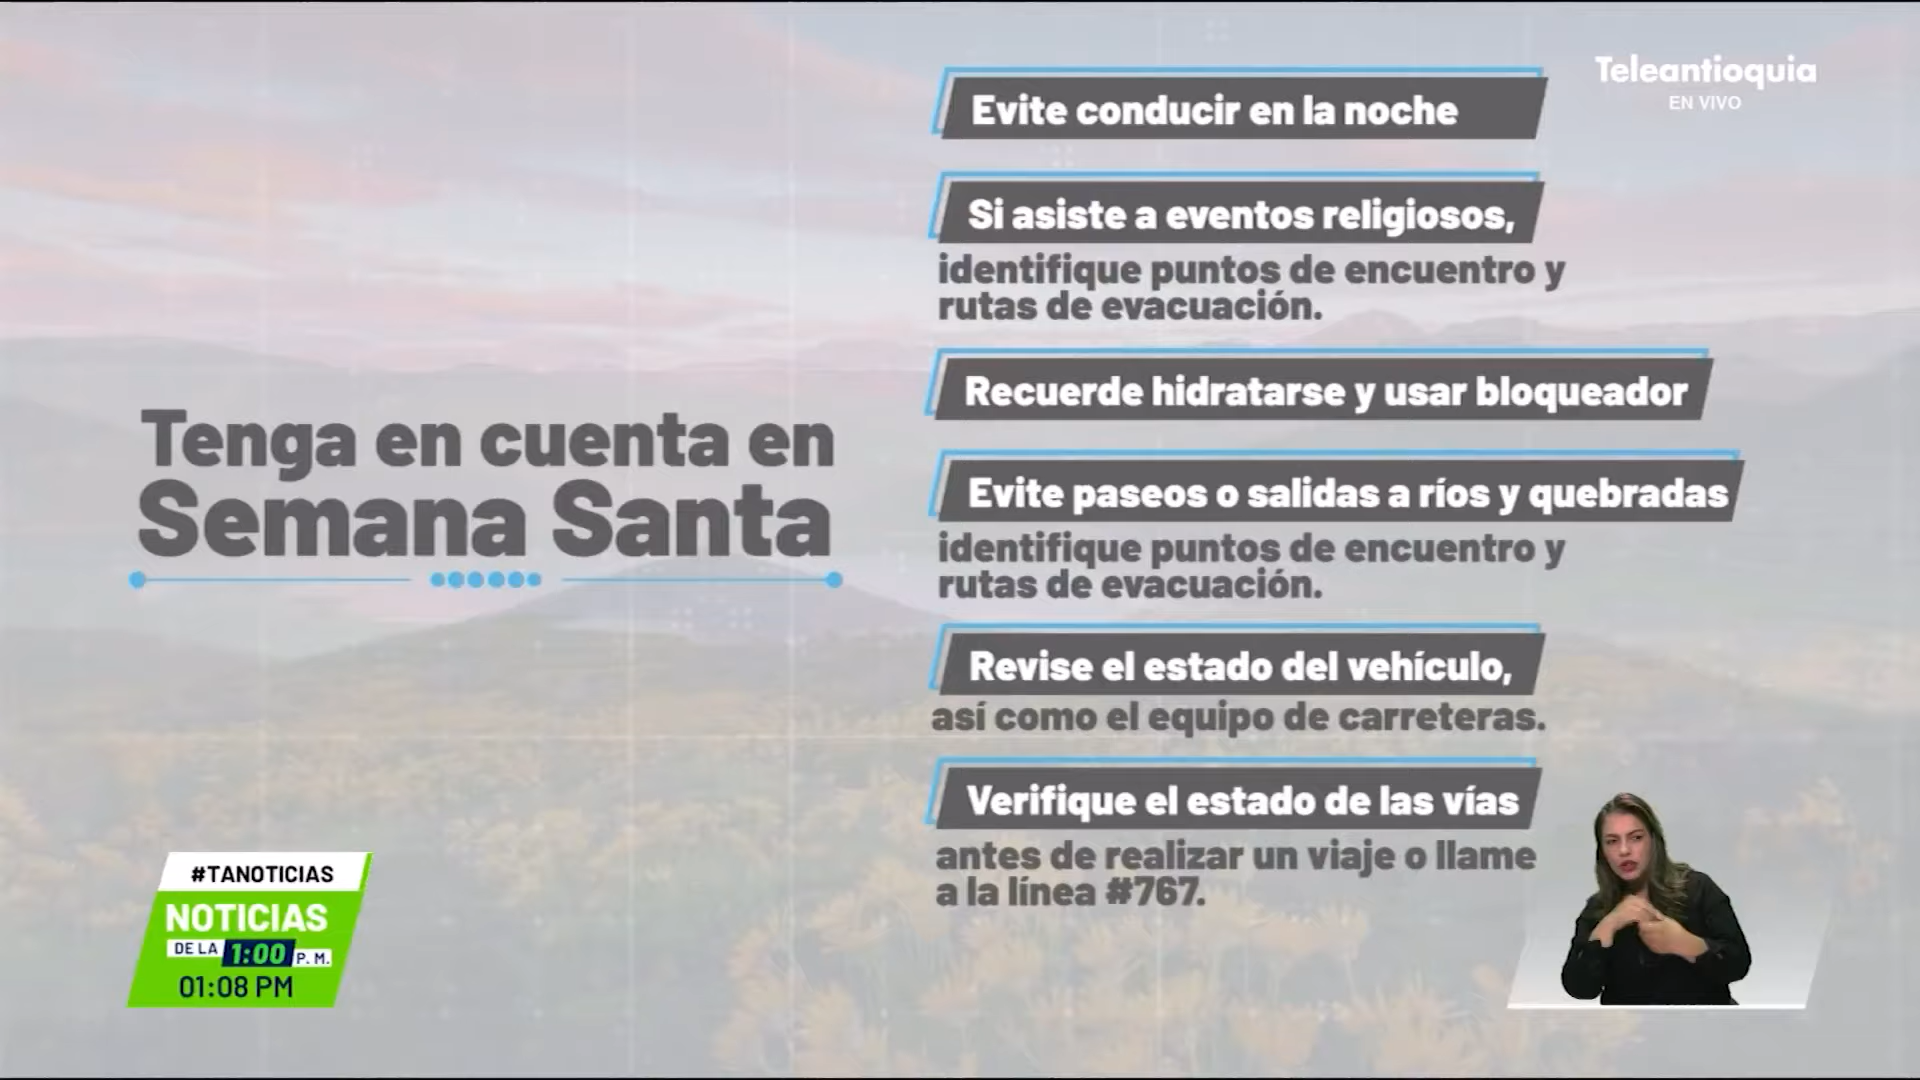 Teleantioquia
EN VIVO
Tenga en cuenta en
Semana Santa
Evite conducir en la noche
Si asiste a eventos religiosos,
identifique puntos de encuentro y
rutas de evacuación.
Recuerde hidratarse y usar bloqueador
Evite paseos o salidas a ríos y quebradas
identifique puntos de encuentro y
rutas de evacuación.
Revise el estado del vehículo,
así como el equipo de carreteras.
Verifique el estado de las vías
antes de realizar un viaje o llame
a la línea #767.
#TANOTICIAS
NOTICIAS
DE LA 1:00 P. M.
01:08 PM